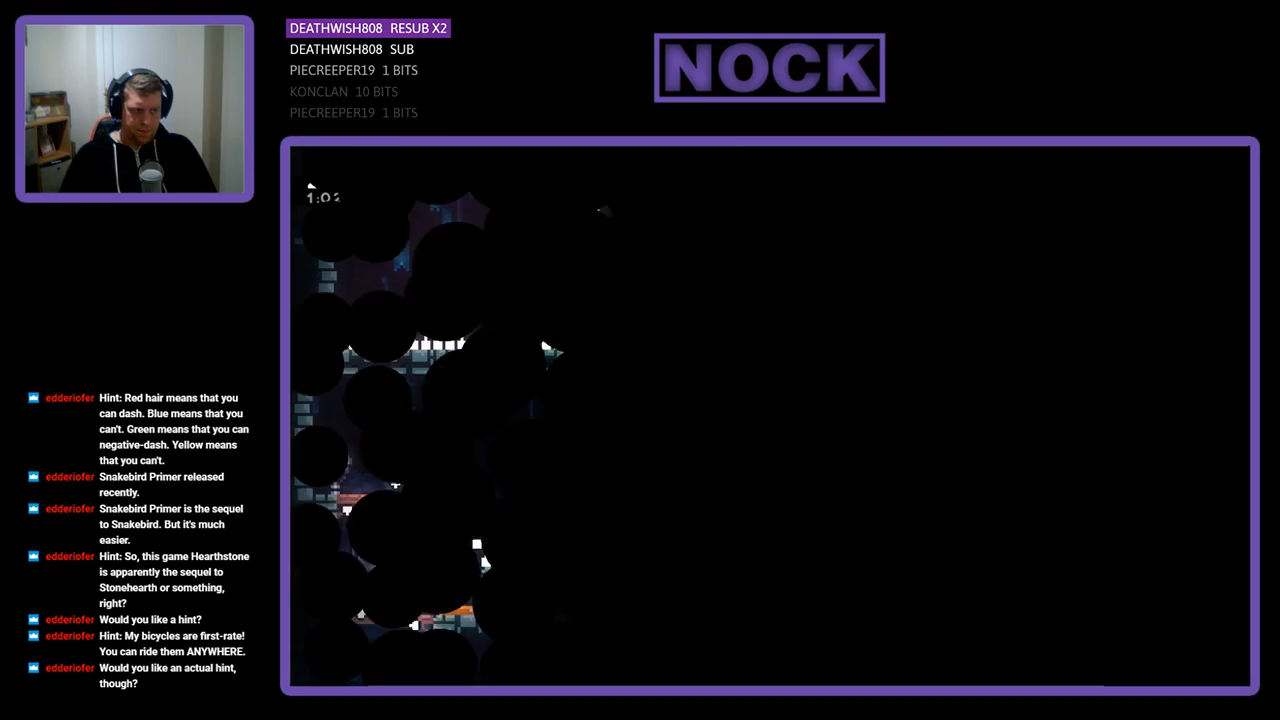 DEATHWISH808 RESUB X2
DEATHWISH808 SUB
PIECREEPER19 1 BITS
KONCLAN 10 BITS
PIECREEPER19 1 BITS
NOCK
edderiofer Hint: Red hair means that you
can dash. Blue means that you
can't. Green means that you can
negative-dash. Yellow means
that you can't.
edderiofer Snakebird Primer released
recently.
edderiofer Snakebird Primer is the sequel
to Snakebird. But it's much
easier.
edderiofer Hint: So, this game Hearthstone
is apparently the sequel to
Stonehearth or something,
right?
edderiofer Would you like a hint?
edderiofer Hint: My bicycles are first-rate!
You can ride them ANYWHERE.
edderiofer Would you like an actual hint,
though?